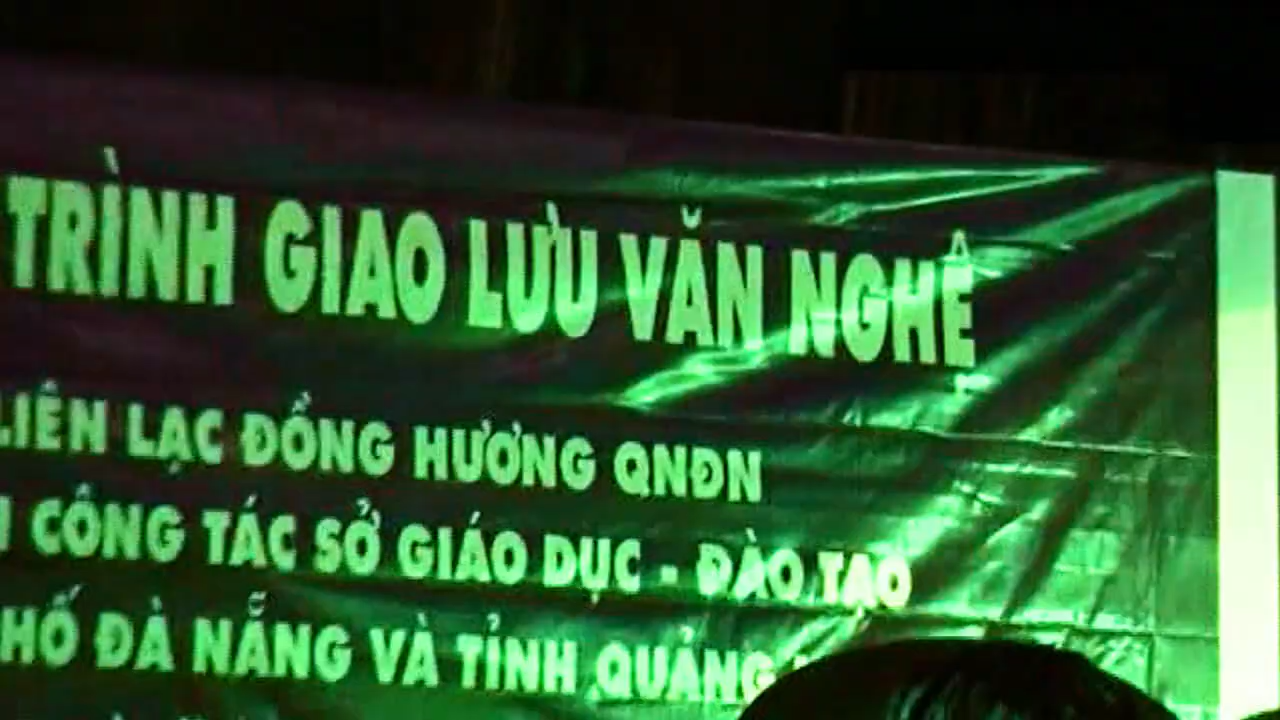 TRÌNH GIAO LƯU VĂN NGHỆ
LIÊN LẠC ĐỒNG HƯƠNG QNĐN
CÔNG TÁC SỞ GIÁO DỤC - ĐÀO TẠO
HỐ ĐÀ NẴNG VÀ TỈNH QUẢNG